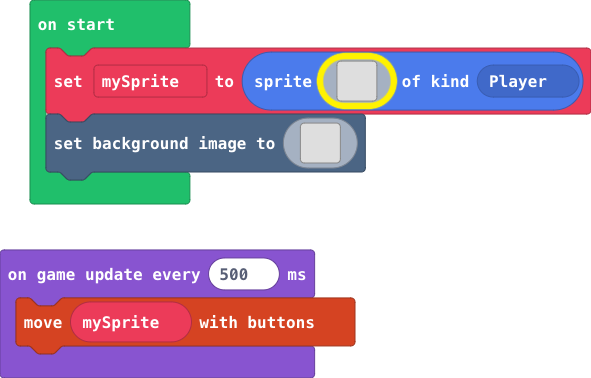 on start
set mySprite to sprite of kind Player
set background image to
on game update every 500 ms
move mySprite with buttons